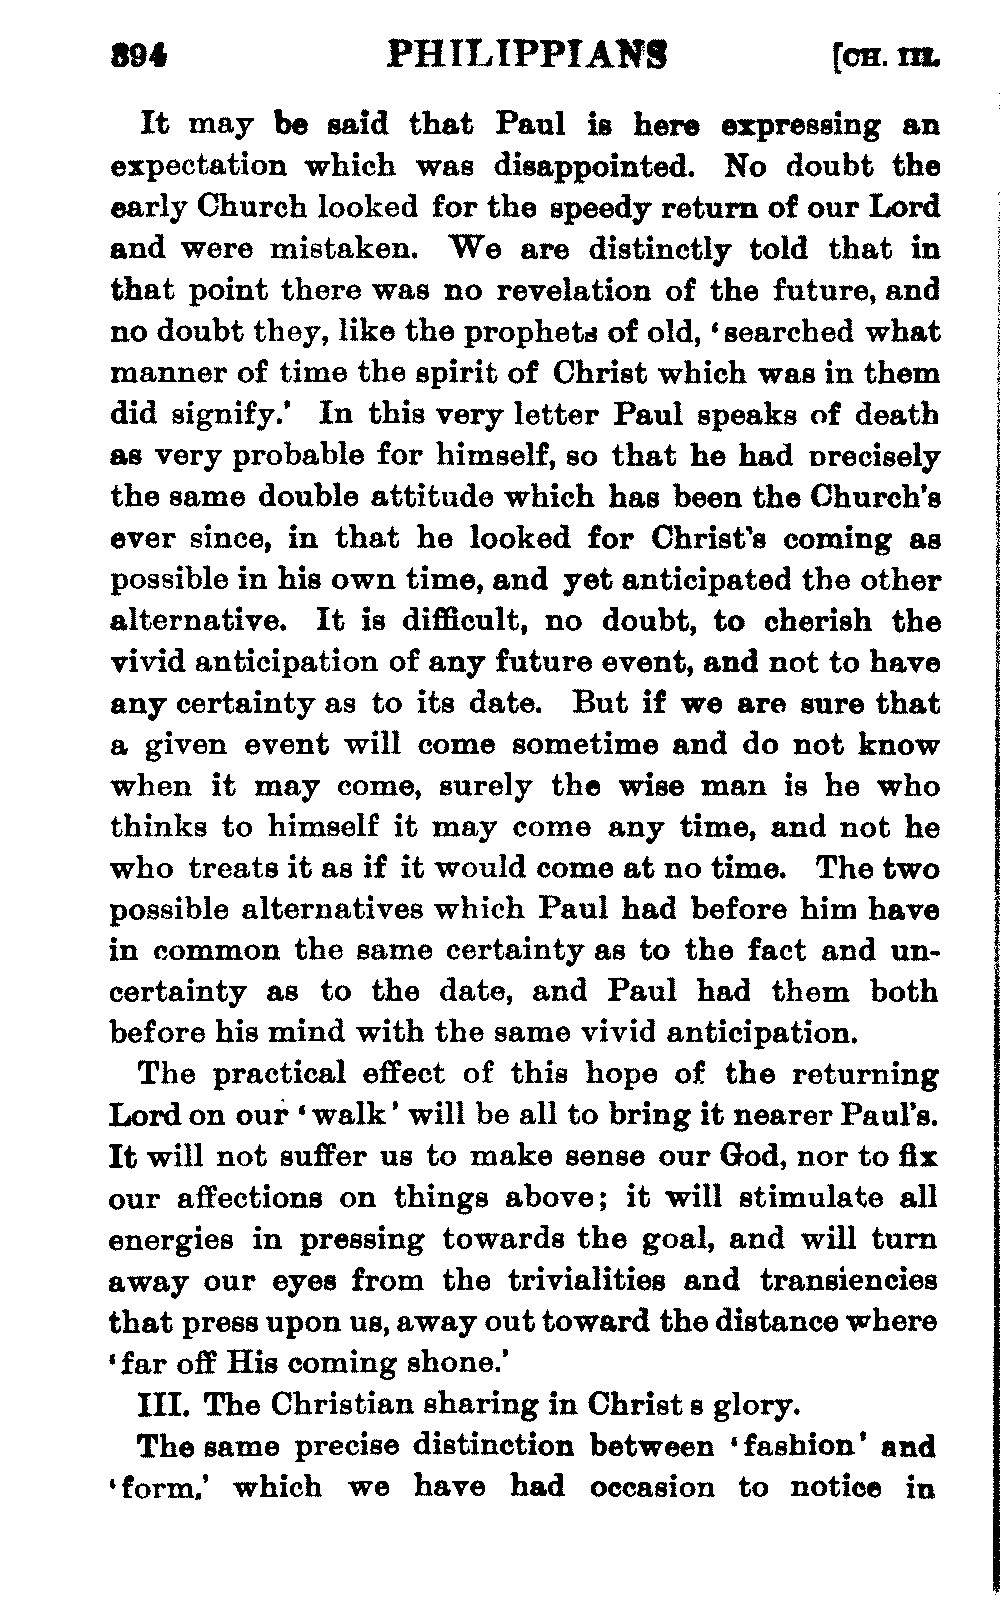 394 PHILIPPIANS [CH. III.
It may be said that Paul is here expressing an
expectation which was disappointed. No doubt the
early Church looked for the speedy return of our Lord
and were mistaken. We are distinctly told that in
that point there was no revelation of the future, and
no doubt they, like the prophets of old, ‘searched what
manner of time the spirit of Christ which was in them
did signify.’ In this very letter Paul speaks of death
as very probable for himself, so that he had precisely
the same double attitude which has been the Church’s
ever since, in that he looked for Christ’s coming as
possible in his own time, and yet anticipated the other
alternative. It is difficult, no doubt, to cherish the
vivid anticipation of any future event, and not to have
any certainty as to its date. But if we are sure that
a given event will come sometime and do not know
when it may come, surely the wise man is he who
thinks to himself it may come any time, and not he
who treats it as if it would come at no time. The two
possible alternatives which Paul had before him have
in common the same certainty as to the fact and un-
certainty as to the date, and Paul had them both
before his mind with the same vivid anticipation.
The practical effect of this hope of the returning
Lord on our ‘walk’ will be all to bring it nearer Paul’s.
It will not suffer us to make sense our God, nor to fix
our affections on things above; it will stimulate all
energies in pressing towards the goal, and will turn
away our eyes from the trivialities and transiencies
that press upon us, away out toward the distance where
‘far off His coming shone.’
III. The Christian sharing in Christ s glory.
The same precise distinction between ‘fashion’ and
‘form,’ which we have had occasion to notice in